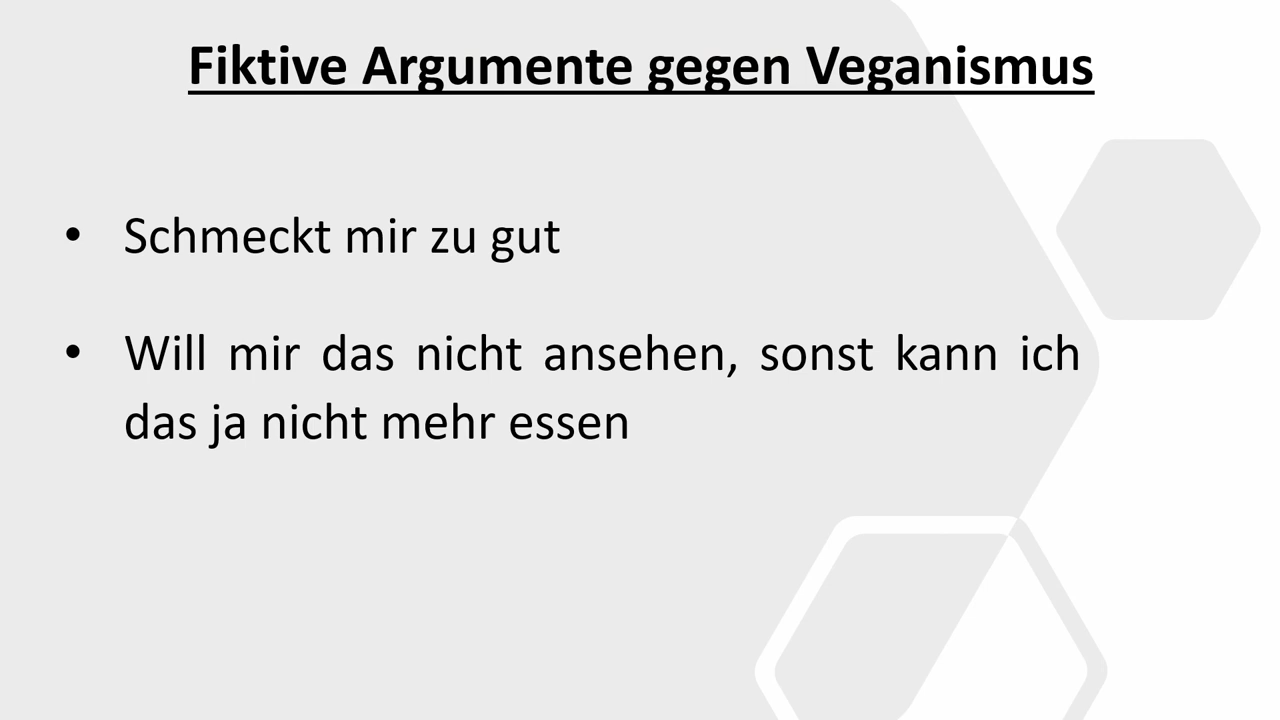 Fiktive Argumente gegen Veganismus
• Schmeckt mir zu gut
• Will mir das nicht ansehen, sonst kann ich
das ja nicht mehr essen